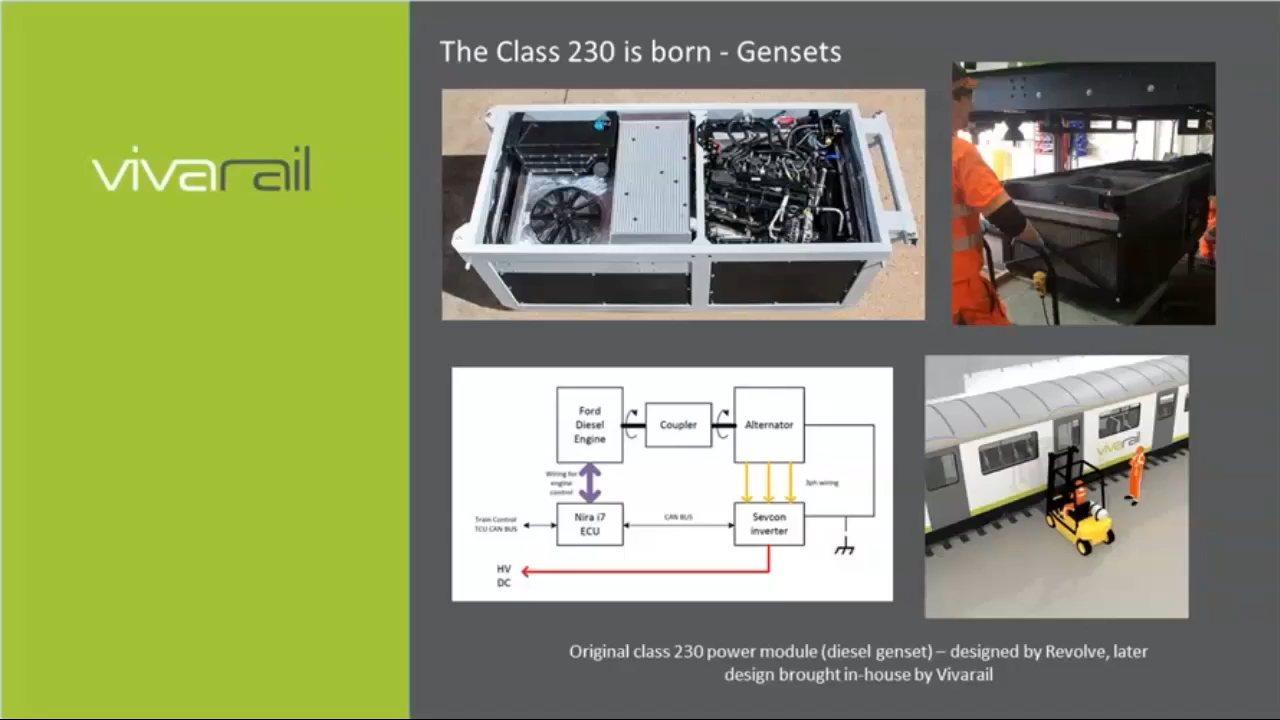 vivarail
The Class 230 is born - Gensets
Ford
Diesel
Engine
Coupler
Alternator
Wiring for
engine
control
3ph wiring
Train Control
TCU CAN BUS
Nira i7
ECU
CAN BUS
Sevcon
inverter
HV
DC
vivarail
Original class 230 power module (diesel genset) – designed by Revolve, later
design brought in-house by Vivarail